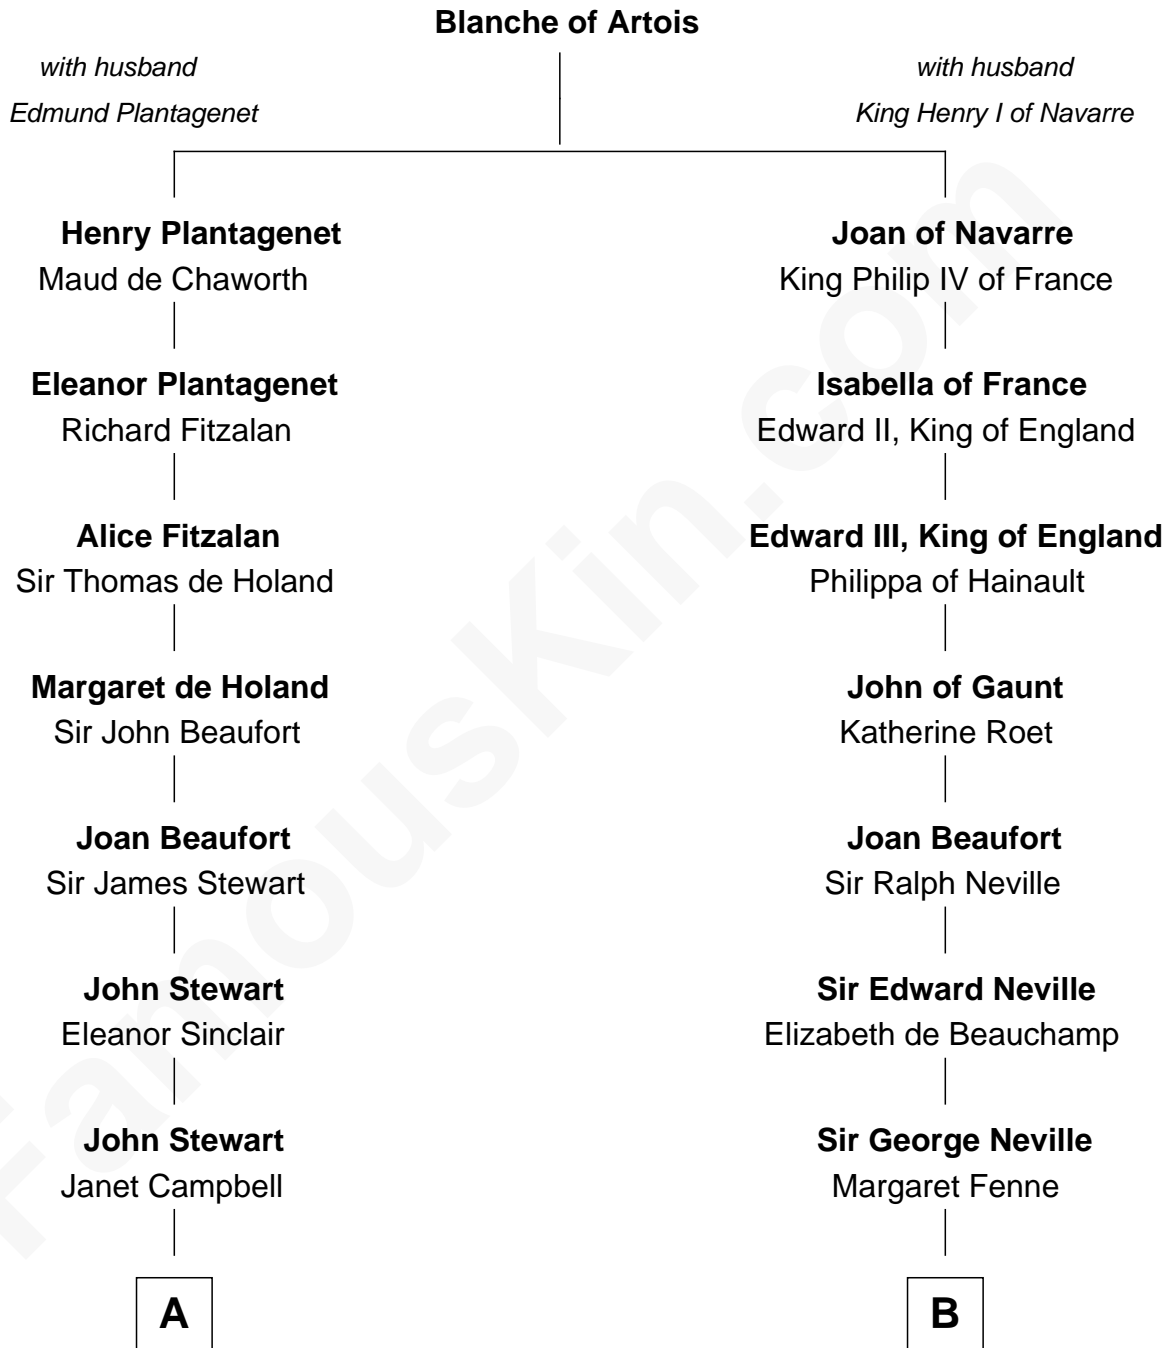 Blanche of Artois
with husband
Edmund Plantagenet
with husband
King Henry I of Navarre
Henry Plantagenet
Maud de Chaworth
Joan of Navarre
King Philip IV of France
Eleanor Plantagenet
Richard Fitzalan
Isabella of France
Edward II, King of England
Alice Fitzalan
Sir Thomas de Holand
Edward III, King of England
Philippa of Hainault
Margaret de Holand
Sir John Beaufort
John of Gaunt
Katherine Roet
Joan Beaufort
Sir James Stewart
Joan Beaufort
Sir Ralph Neville
John Stewart
Eleanor Sinclair
Sir Edward Neville
Elizabeth de Beauchamp
John Stewart
Janet Campbell
Sir George Neville
Margaret Fenne
A
B
FamousKin.com